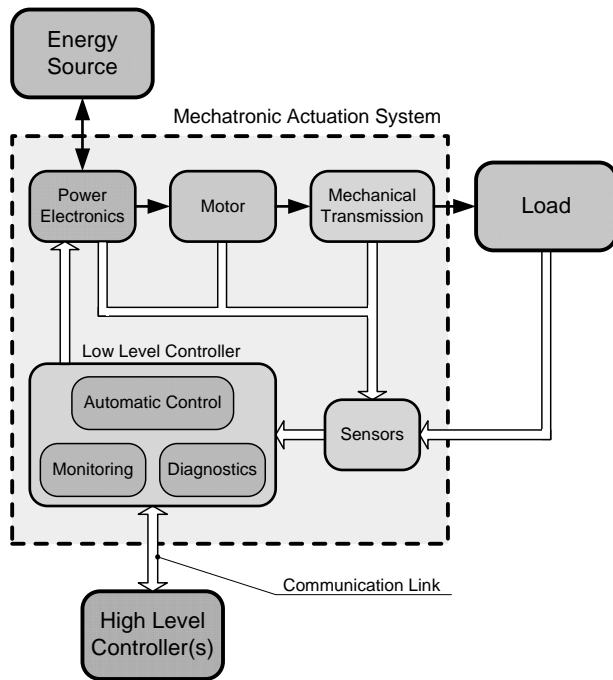 Energy
Source
Mechatronic Actuation System
Power
Electronics
Motor
Mechanical
Transmission
Load
Low Level Controller
Automatic Control
Monitoring
Diagnostics
Sensors
Communication Link
High Level
Controller(s)